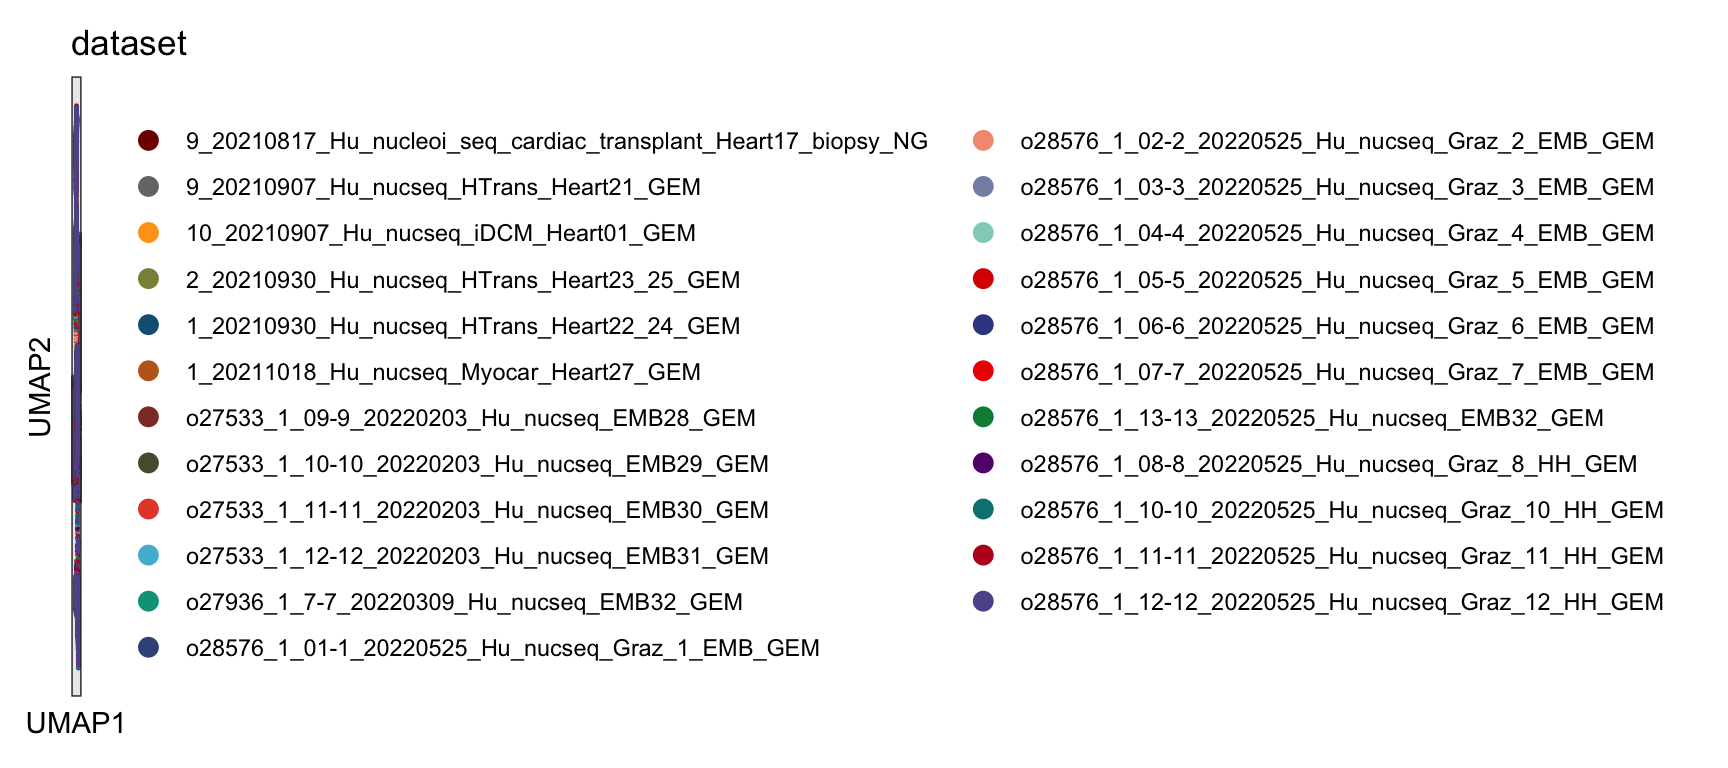 dataset
9_20210817_Hu_nucleoi_seq_cardiac_transplant_Heart17_biopsy_NG
9_20210907_Hu_nucseq_HTrans_Heart21_GEM
10_20210907_Hu_nucseq_iDCM_Heart01_GEM
2_20210930_Hu_nucseq_HTrans_Heart23_25_GEM
1_20210930_Hu_nucseq_HTrans_Heart22_24_GEM
1_20211018_Hu_nucseq_Myocar_Heart27_GEM
o27533_1_09-9_20220203_Hu_nucseq_EMB28_GEM
o27533_1_10-10_20220203_Hu_nucseq_EMB29_GEM
o27533_1_11-11_20220203_Hu_nucseq_EMB30_GEM
o27533_1_12-12_20220203_Hu_nucseq_EMB31_GEM
o27936_1_7-7_20220309_Hu_nucseq_EMB32_GEM
o28576_1_01-1_20220525_Hu_nucseq_Graz_1_EMB_GEM
o28576_1_02-2_20220525_Hu_nucseq_Graz_2_EMB_GEM
o28576_1_03-3_20220525_Hu_nucseq_Graz_3_EMB_GEM
o28576_1_04-4_20220525_Hu_nucseq_Graz_4_EMB_GEM
o28576_1_05-5_20220525_Hu_nucseq_Graz_5_EMB_GEM
o28576_1_06-6_20220525_Hu_nucseq_Graz_6_EMB_GEM
o28576_1_07-7_20220525_Hu_nucseq_Graz_7_EMB_GEM
o28576_1_13-13_20220525_Hu_nucseq_EMB32_GEM
o28576_1_08-8_20220525_Hu_nucseq_Graz_8_HH_GEM
o28576_1_10-10_20220525_Hu_nucseq_Graz_10_HH_GEM
o28576_1_11-11_20220525_Hu_nucseq_Graz_11_HH_GEM
o28576_1_12-12_20220525_Hu_nucseq_Graz_12_HH_GEM
UMAP2
UMAP1